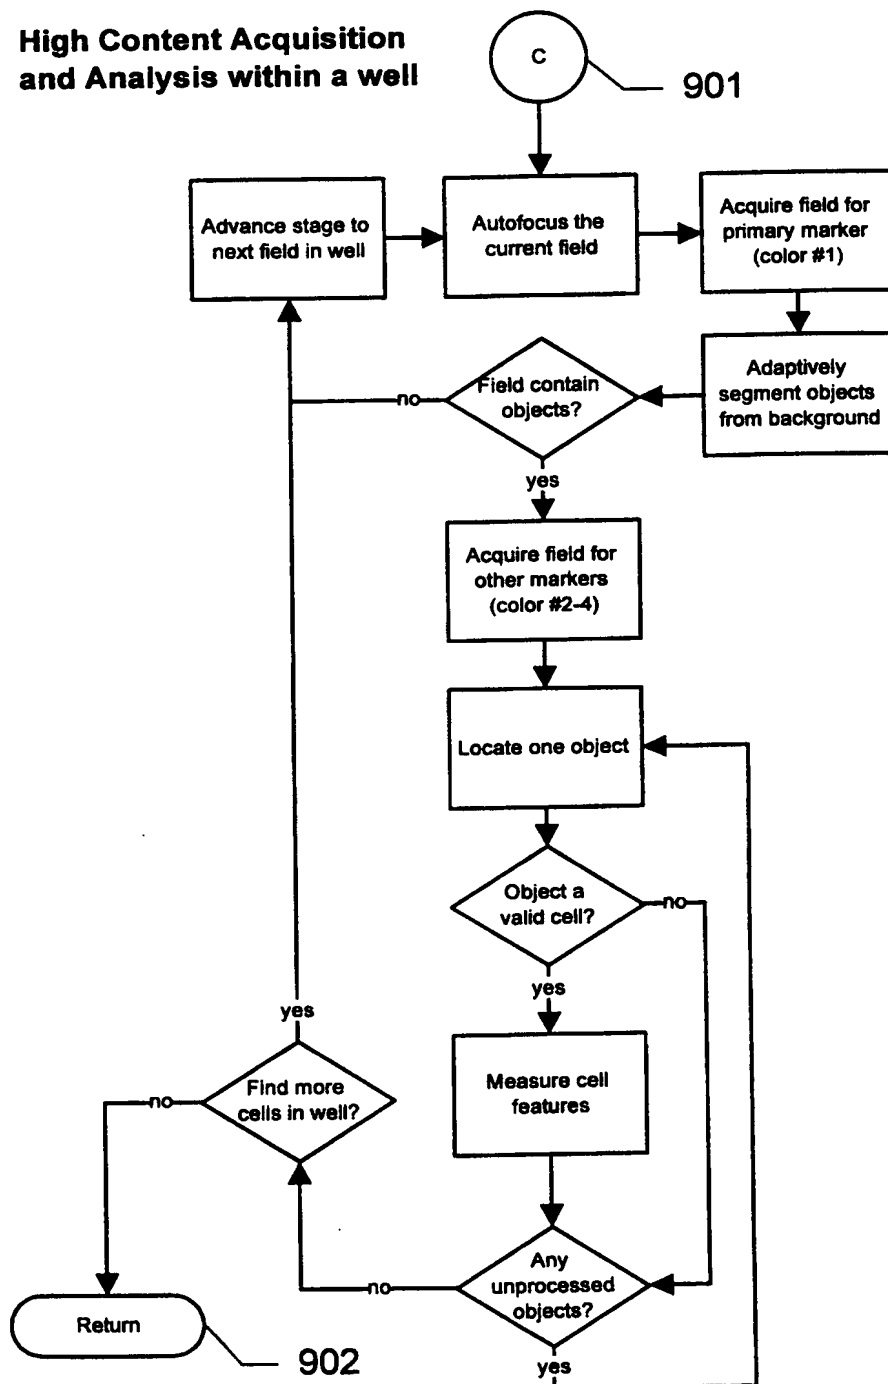 High Content Acquisition
and Analysis within a well
C
901
Advance stage to
next field in well
Autofocus the
current field
Acquire field for
primary marker
(color #1)
Adaptively
segment objects
from background
Field contain
objects?
no
yes
Acquire field for
other markers
(color #2-4)
Locate one object
Object a
valid cell?
no
yes
Measure cell
features
Any
unprocessed
objects?
no
yes
Find more
cells in well?
yes
no
Return
902